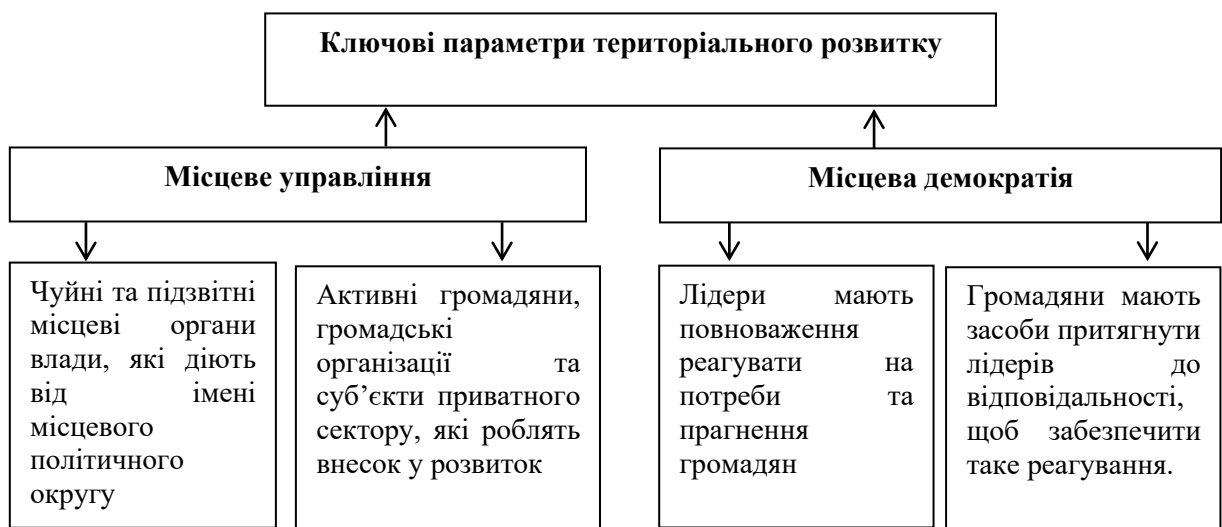 Ключові параметри територіального розвитку
Місцеве управління
Місцева демократія
Чуйні та підзвітні
місцеві органи
влади, які діють
від імені
місцевого
політичного
округу
Активні громадяни,
громадські
організації та
суб’єкти приватного
сектору, які роблять
внесок у розвиток
Лідери мають
повноваження
реагувати на
потреби та
прагнення
громадян
Громадяни мають
засоби притягнути
лідерів до
відповідальності,
щоб забезпечити
таке реагування.